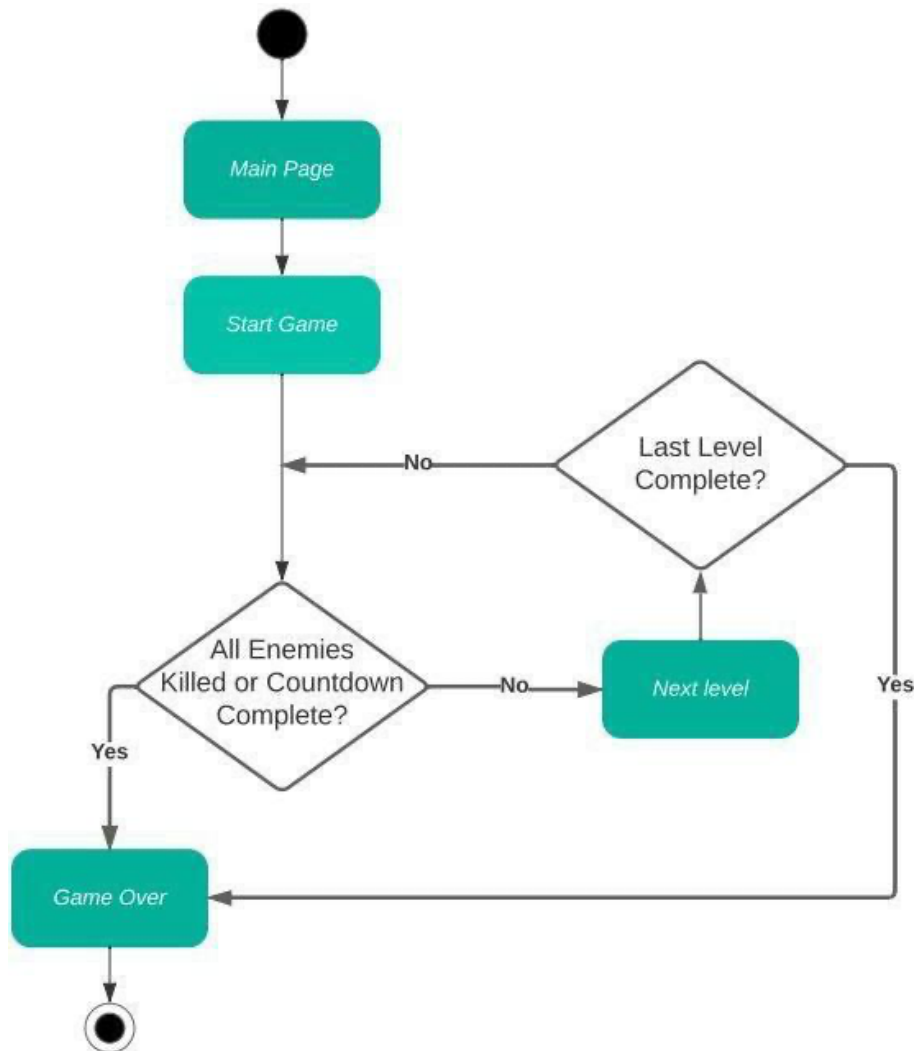 Main Page
Start Game
Last Level
Complete?
No
All Enemies
Killed or Countdown
Complete?
No
Next level
Yes
Yes
Game Over